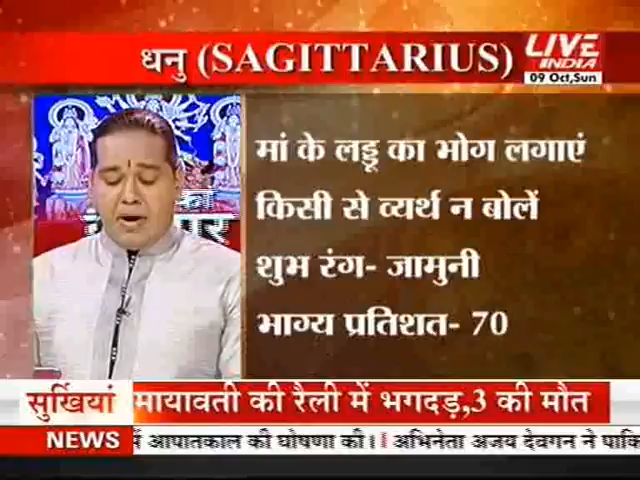 धनु (SAGITTARIUS)
LIVE
INDIA
09 Oct,Sun
मां के लड्डू का भोग लगाएं
किसी से व्यर्थ न बोलें
शुभ रंग- जामुनी
भाग्य प्रतिशत- 70
सुर्खियां मायावती की रैली में भगदड़,3 की मौत
NEWS में आपातकाल की घोषणा की। अभिनेता अजय देवगन ने पाकि